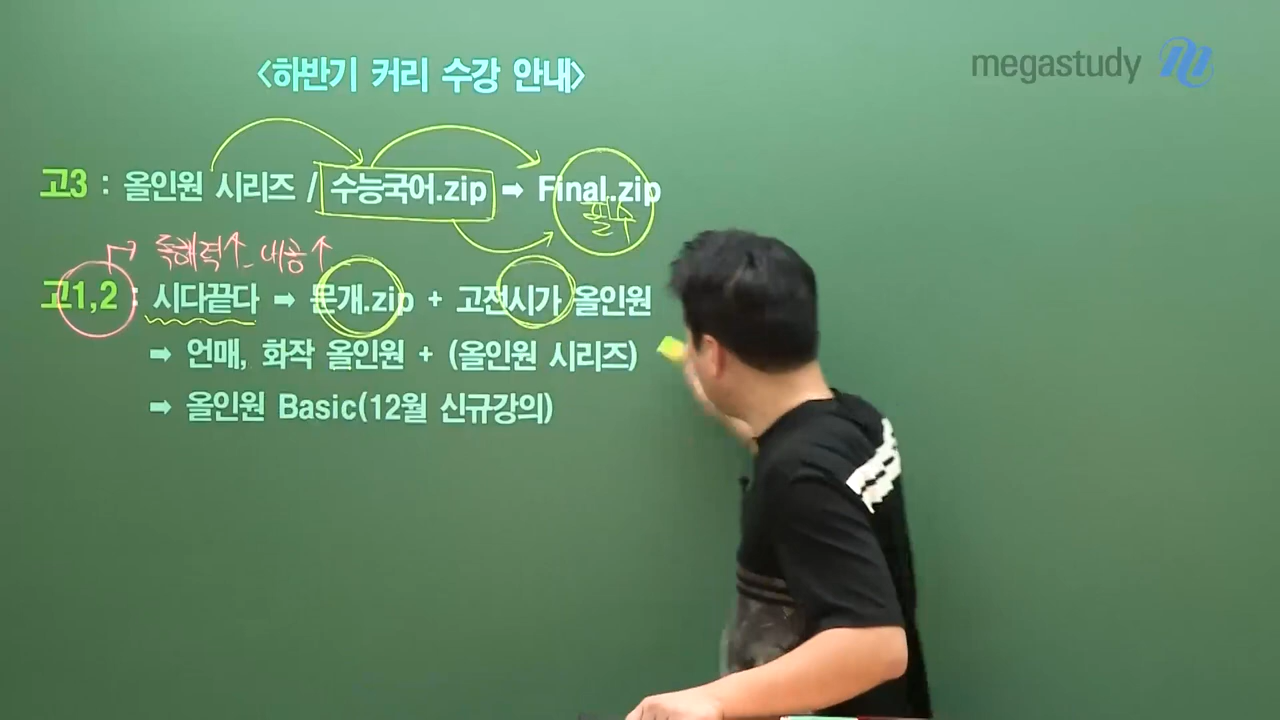 megastudy
<하반기 커리 수강 안내>
고3 : 올인원 시리즈 / 수능국어.zip ➡ Final.zip
필수
독해력↑ 내공↑
고1,2 : 시다끝다 ➡ 문개.zip + 고전시가 올인원
➡ 언매, 화작 올인원 + (올인원 시리즈)
➡ 올인원 Basic(12월 신규강의)